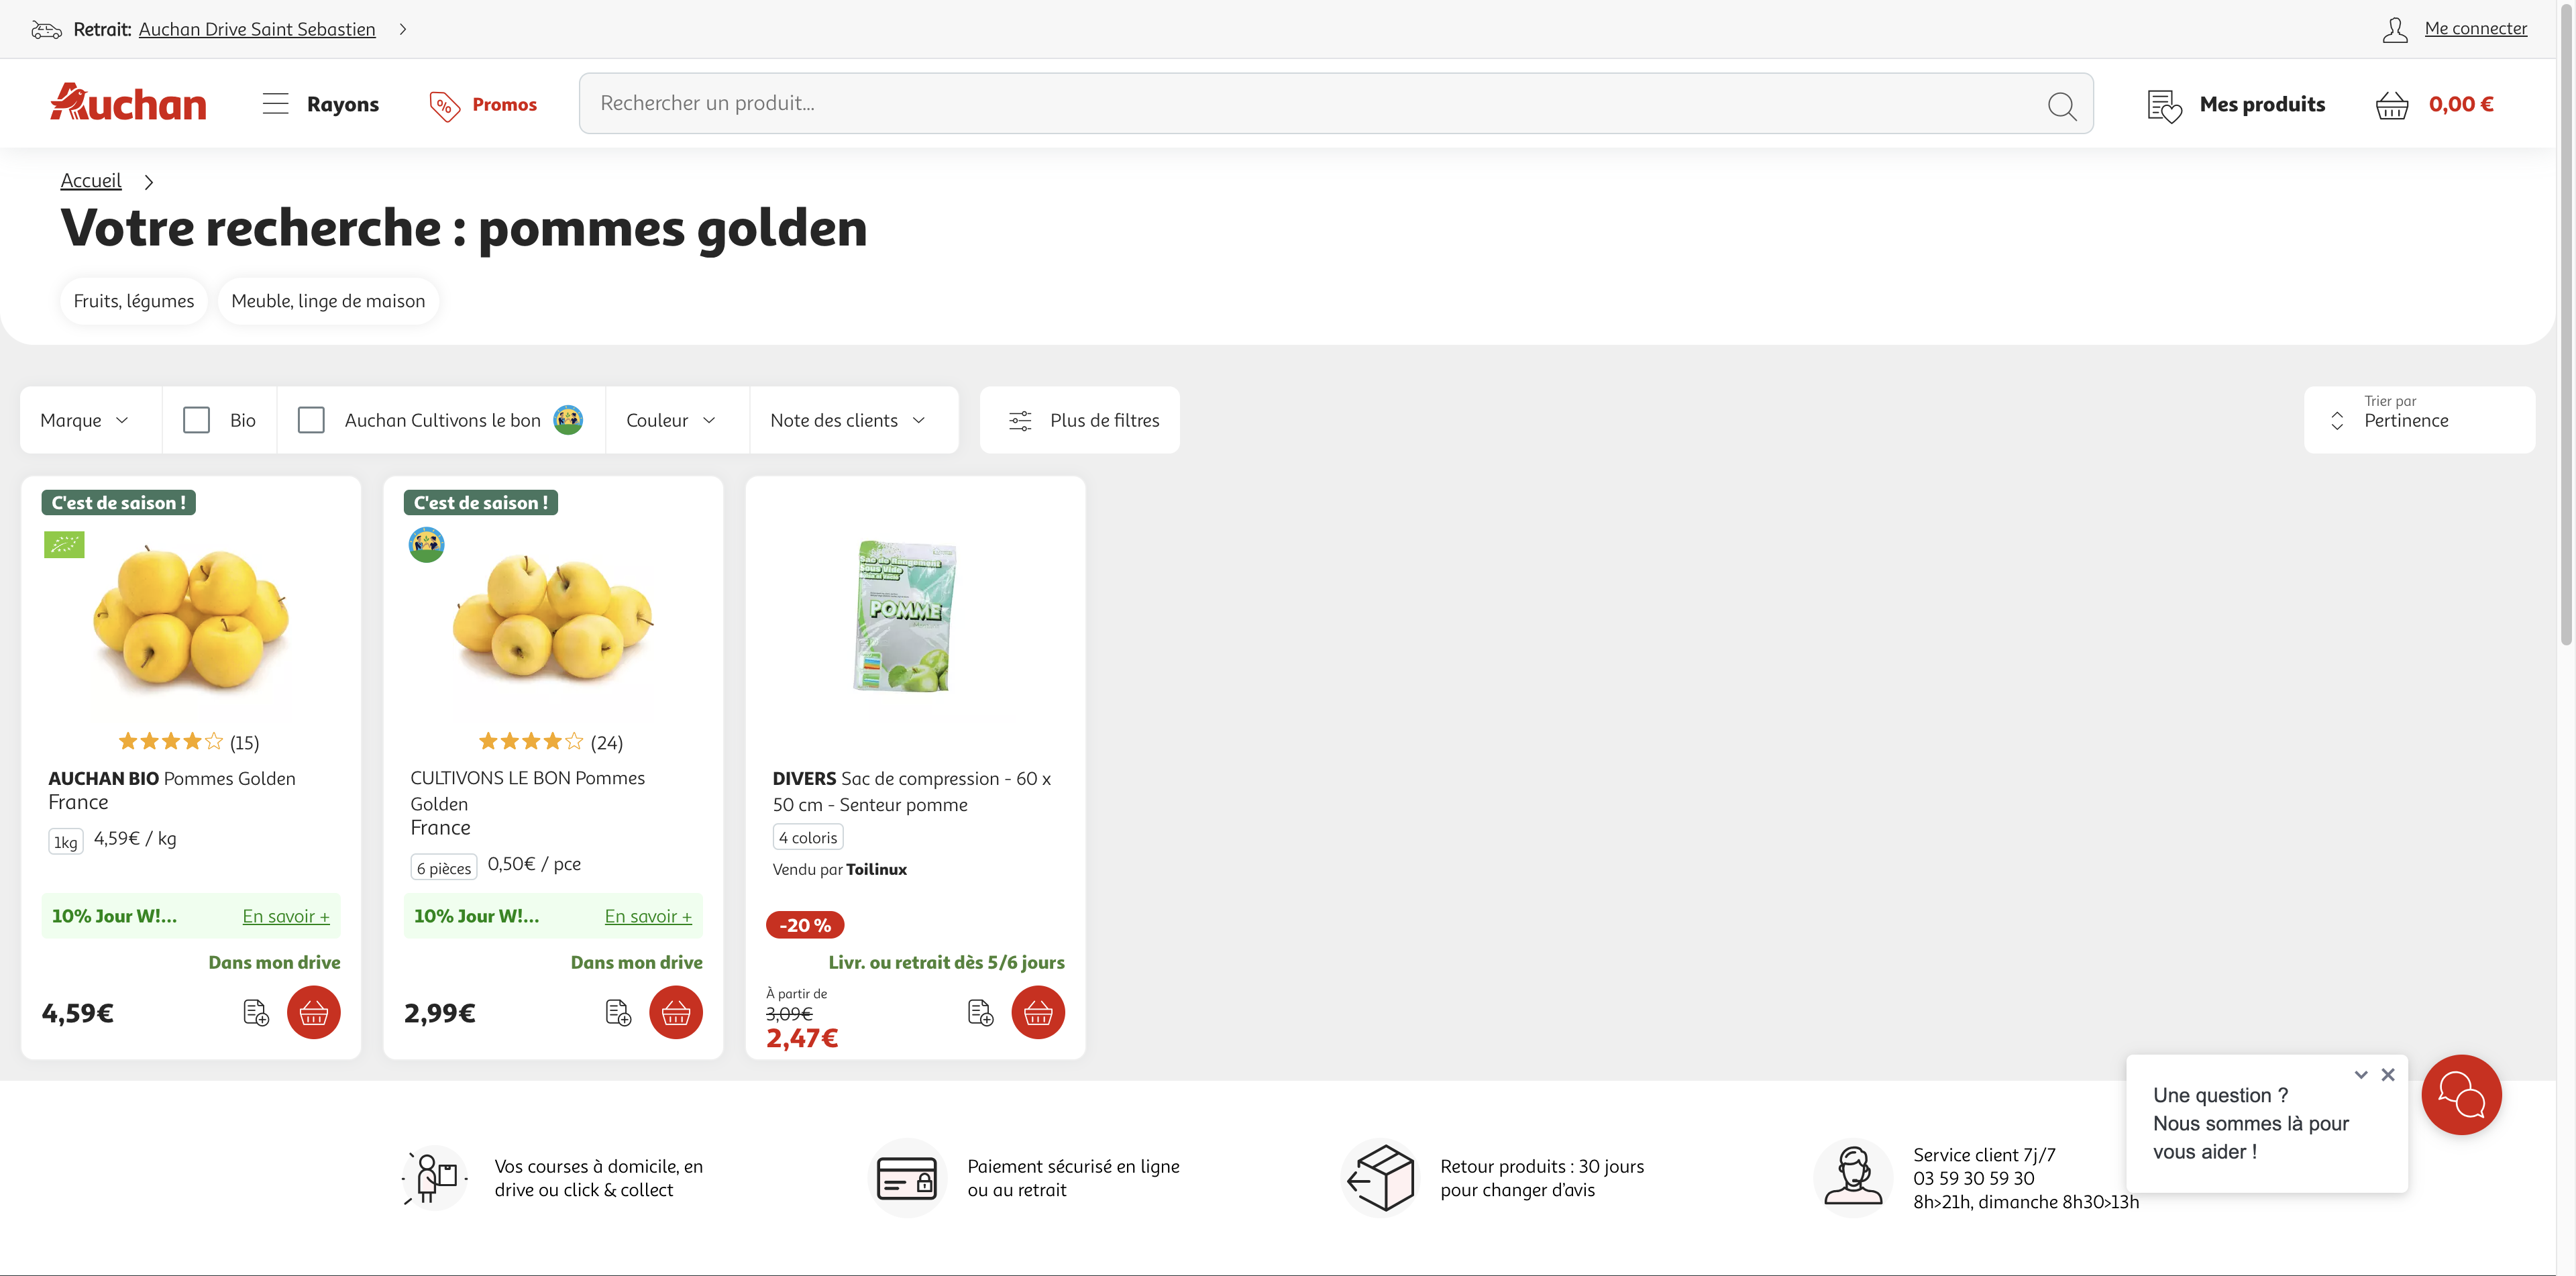 Retrait: Auchan Drive Saint Sebastien
Me connecter
Auchan
Rayons
Promos
Rechercher un produit...
Mes produits
0,00 €
Accueil
Votre recherche : pommes golden
Fruits, légumes
Meuble, linge de maison
Marque
Bio
Auchan Cultivons le bon
Couleur
Note des clients
Plus de filtres
Trier par
Pertinence
C'est de saison !
(15)
AUCHAN BIO Pommes Golden
France
1kg 4,59€ / kg
10% Jour W!... En savoir +
Dans mon drive
4,59€
C'est de saison !
(24)
CULTIVONS LE BON Pommes
Golden
France
6 pièces 0,50€ / pce
10% Jour W!... En savoir +
Dans mon drive
2,99€
POMME
DIVERS Sac de compression - 60 x
50 cm - Senteur pomme
4 coloris
Vendu par Toilinux
-20 %
Livr. ou retrait dès 5/6 jours
À partir de
3,09€
2,47€
Une question ?
Nous sommes là pour
vous aider !
Vos courses à domicile, en
drive ou click & collect
Paiement sécurisé en ligne
ou au retrait
Retour produits : 30 jours
pour changer d'avis
Service client 7j/7
03 59 30 59 30
8h>21h, dimanche 8h30>13h